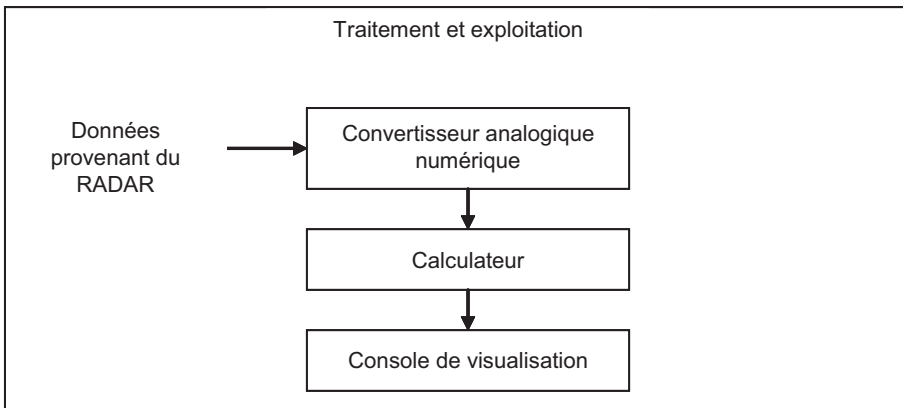 Traitement et exploitation
Données
provenant du
RADAR
Convertisseur analogique
numérique
Calculateur
Console de visualisation